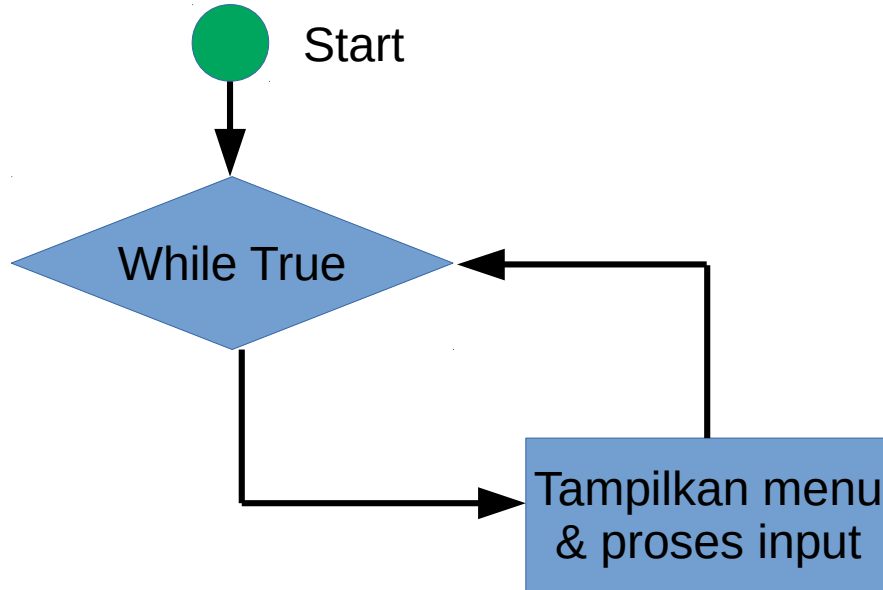 Start
While True
Tampilkan menu
& proses input